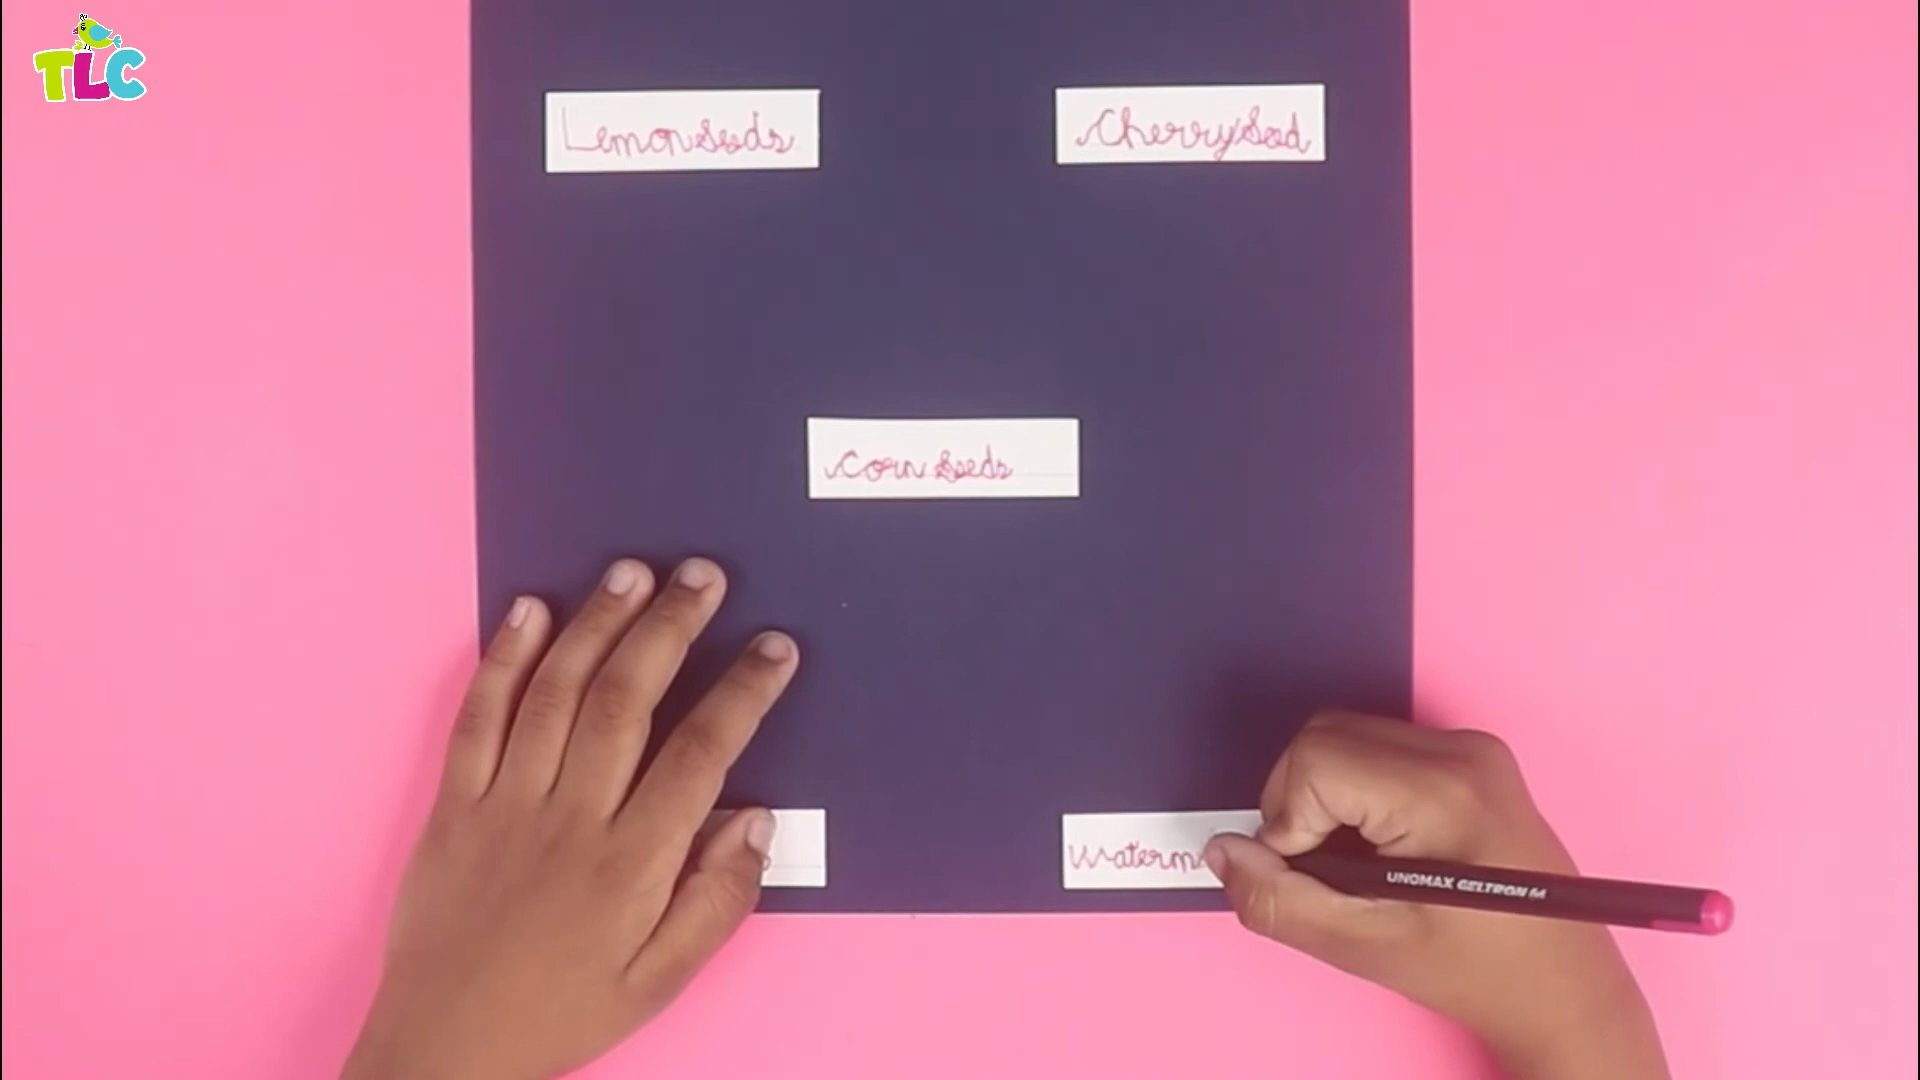 TLC
Lemon Seeds
Cherry Seed
Corn Seeds
UNOMAX GELTRON